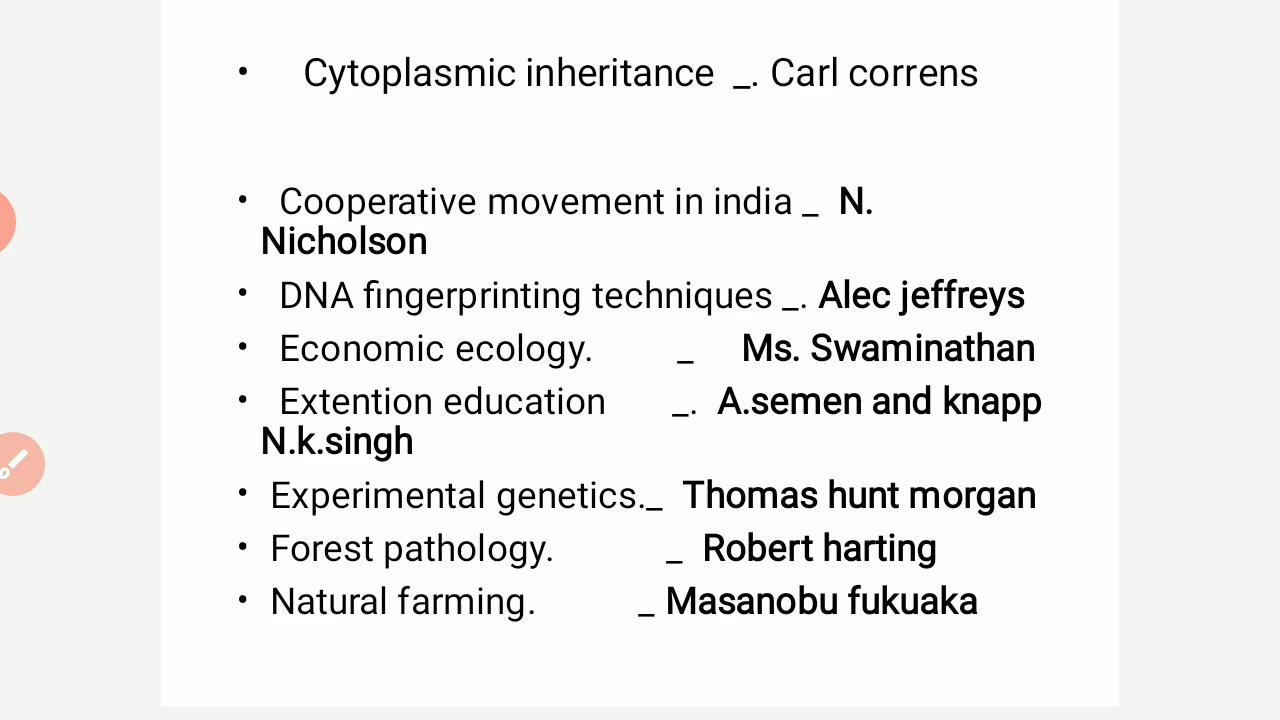 • Cytoplasmic inheritance _. Carl correns
• Cooperative movement in india _ N.
Nicholson
• DNA fingerprinting techniques _. Alec jeffreys
• Economic ecology. _ Ms. Swaminathan
• Extention education _. A.semen and knapp
N.k.singh
• Experimental genetics._ Thomas hunt morgan
• Forest pathology. _ Robert harting
• Natural farming. _ Masanobu fukuaka